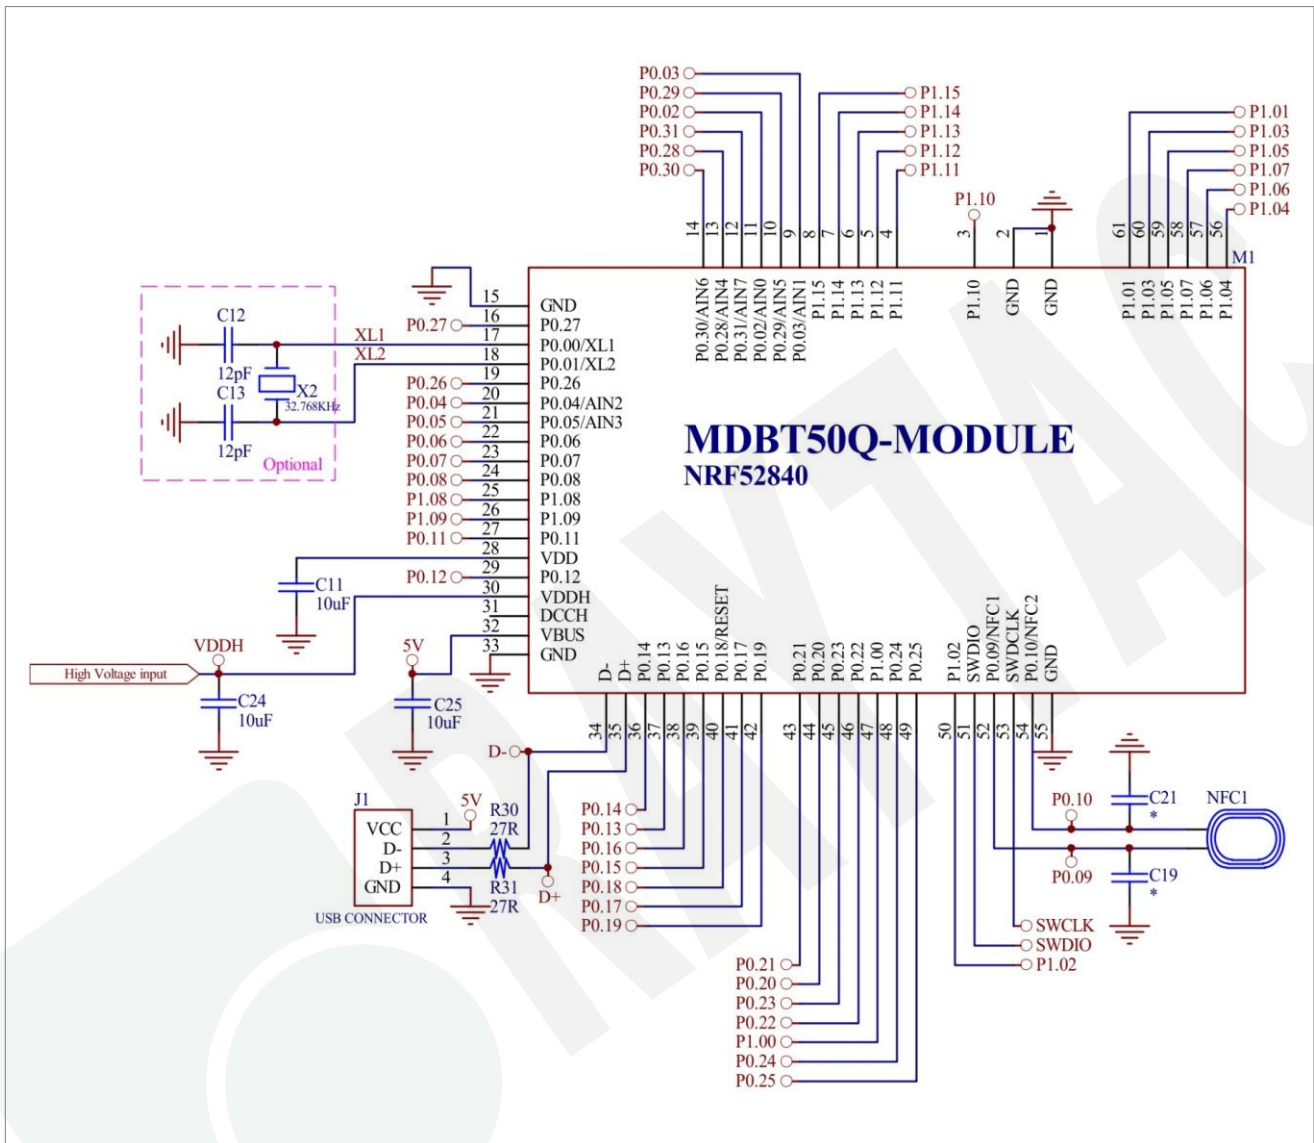 P0.03
P0.29
P0.02
P0.31
P0.28
P0.30
P1.15
P1.14
P1.13
P1.12
P1.11
P1.10
P1.01
P1.03
P1.05
P1.07
P1.06
P1.04
14 13 12 11 10 9 8 7 6 5 4 3 2 1 61 60 59 58 57 56
M1
P0.30/AIN6
P0.28/AIN4
P0.31/AIN7
P0.02/AIN0
P0.29/AIN5
P0.03/AIN1
P1.15
P1.14
P1.13
P1.12
P1.11
P1.10
GND
GND
P1.01
P1.03
P1.05
P1.07
P1.06
P1.04
15 GND
P0.27 16 P0.27
XL1 17 P0.00/XL1
XL2 18 P0.01/XL2
P0.26 19 P0.26
P0.04 20 P0.04/AIN2
P0.05 21 P0.05/AIN3
P0.06 22 P0.06
P0.07 23 P0.07
P0.08 24 P0.08
P1.08 25 P1.08
P1.09 26 P1.09
P0.11 27 P0.11
28 VDD
P0.12 29 P0.12
30 VDDH
31 DCCH
32 VBUS
33 GND
C12
12pF
C13
12pF
X2
32.768KHz
Optional
MDBT50Q-MODULE
NRF52840
RAYTAC
C11
10uF
VDDH
High Voltage input
C24
10uF
5V
C25
10uF
D-
D+
P0.14
P0.13
P0.16
P0.15
P0.18/RESET
P0.17
P0.19
P0.21
P0.20
P0.23
P0.22
P1.00
P0.24
P0.25
P1.02
SWDIO
P0.09/NFC1
SWDCLK
P0.10/NFC2
GND
34 35 36 37 38 39 40 41 42 43 44 45 46 47 48 49 50 51 52 53 54 55
D-
J1
VCC 1 5V
D- 2
D+ 3
GND 4
USB CONNECTOR
R30
27R
R31
27R
D+
P0.14
P0.13
P0.16
P0.15
P0.18
P0.17
P0.19
P0.21
P0.20
P0.23
P0.22
P1.00
P0.24
P0.25
P0.10
P0.09
C21
*
C19
*
NFC1
SWCLK
SWDIO
P1.02